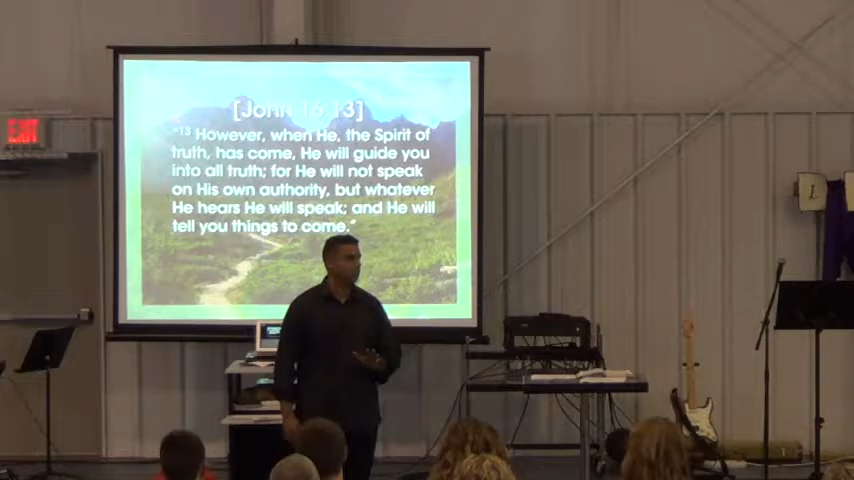 [John 16:13]
"13 However, when He, the Spirit of
truth, has come, He will guide you
into all truth; for He will not speak
on His own authority, but whatever
He hears He will speak; and He will
tell you things to come."
EXIT
L